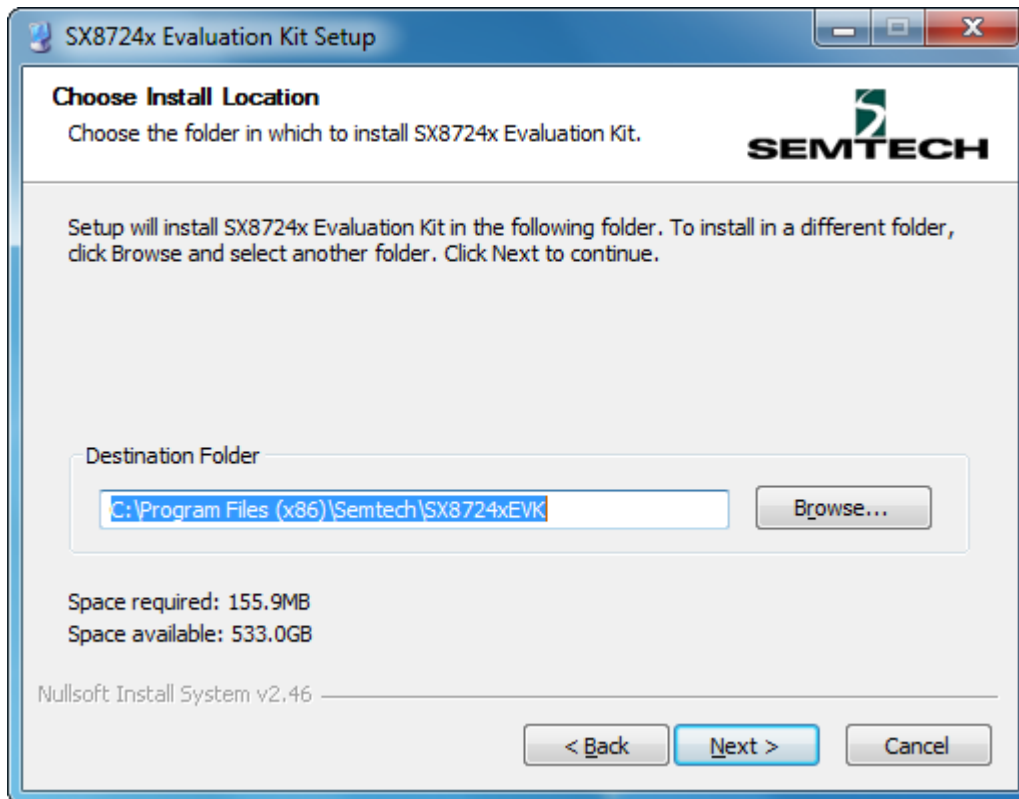 SX8724x Evaluation Kit Setup
Choose Install Location
Choose the folder in which to install SX8724x Evaluation Kit.
SEMTECH
Setup will install SX8724x Evaluation Kit in the following folder. To install in a different folder,
click Browse and select another folder. Click Next to continue.
Destination Folder
C:\Program Files (x86)\Semtech\SX8724xEVK
Browse...
Space required: 155.9MB
Space available: 533.0GB
Nullsoft Install System v2.46
< Back
Next >
Cancel